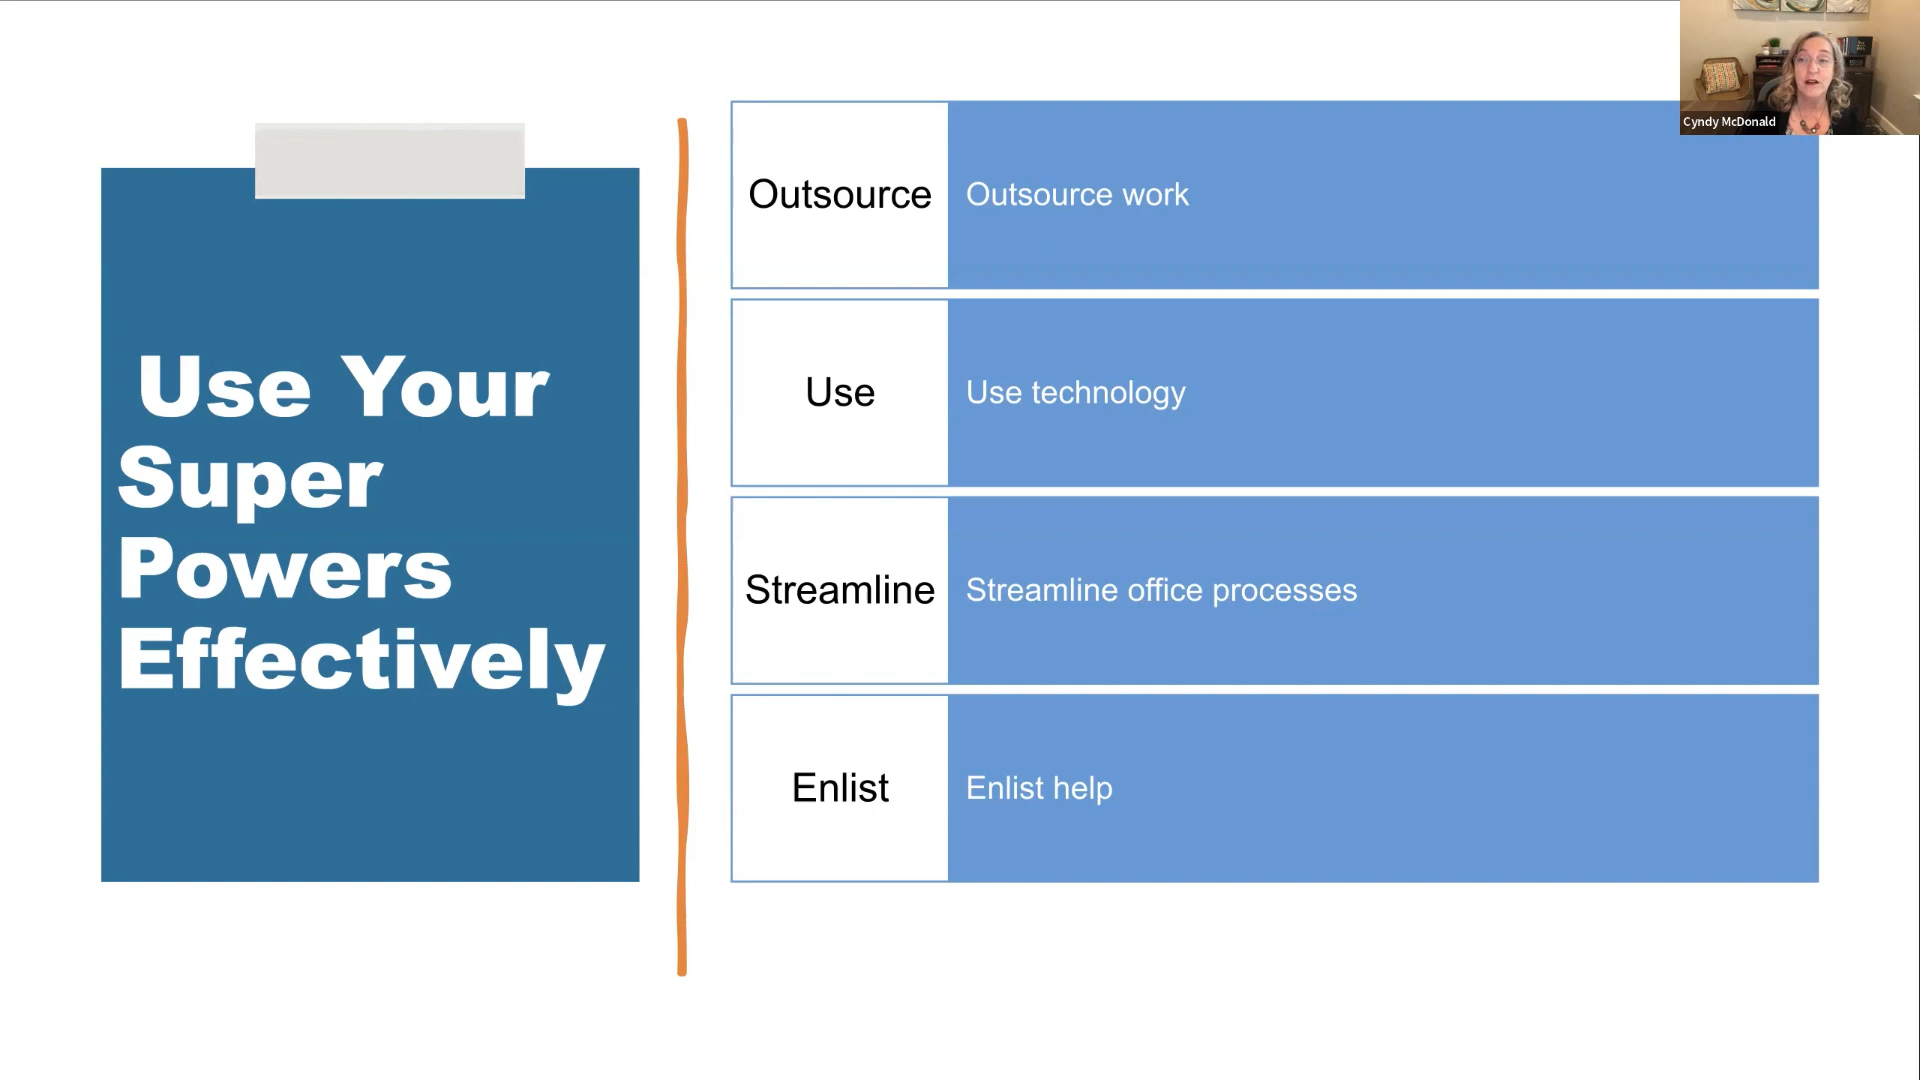 Use Your
Super
Powers
Effectively
Outsource
Outsource work
Use
Use technology
Streamline
Streamline office processes
Enlist
Enlist help
Cyndy McDonald